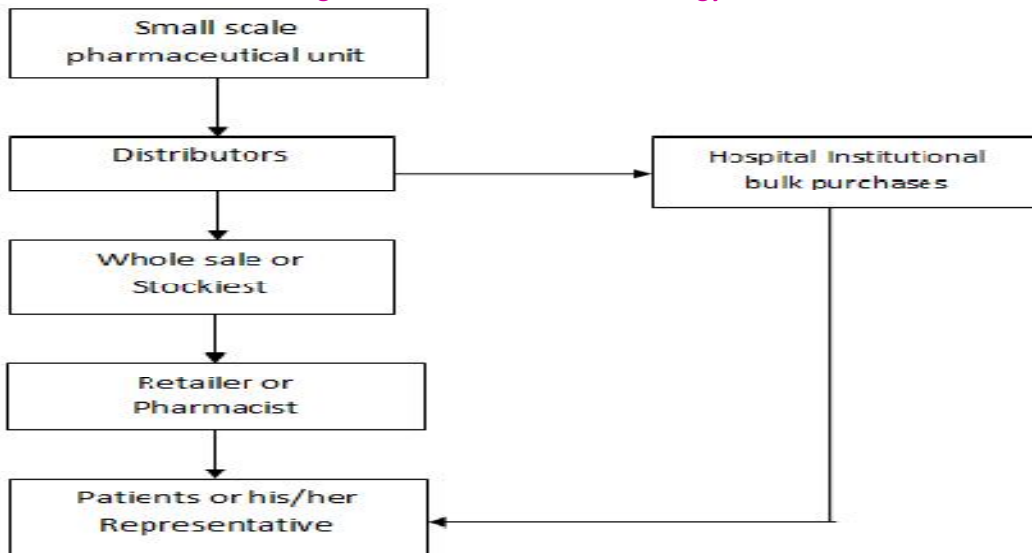 Small scale
pharmaceutical unit
Distributors
Hospital Institutional
bulk purchases
Whole sale or
Stockiest
Retailer or
Pharmacist
Patients or his/her
Representative